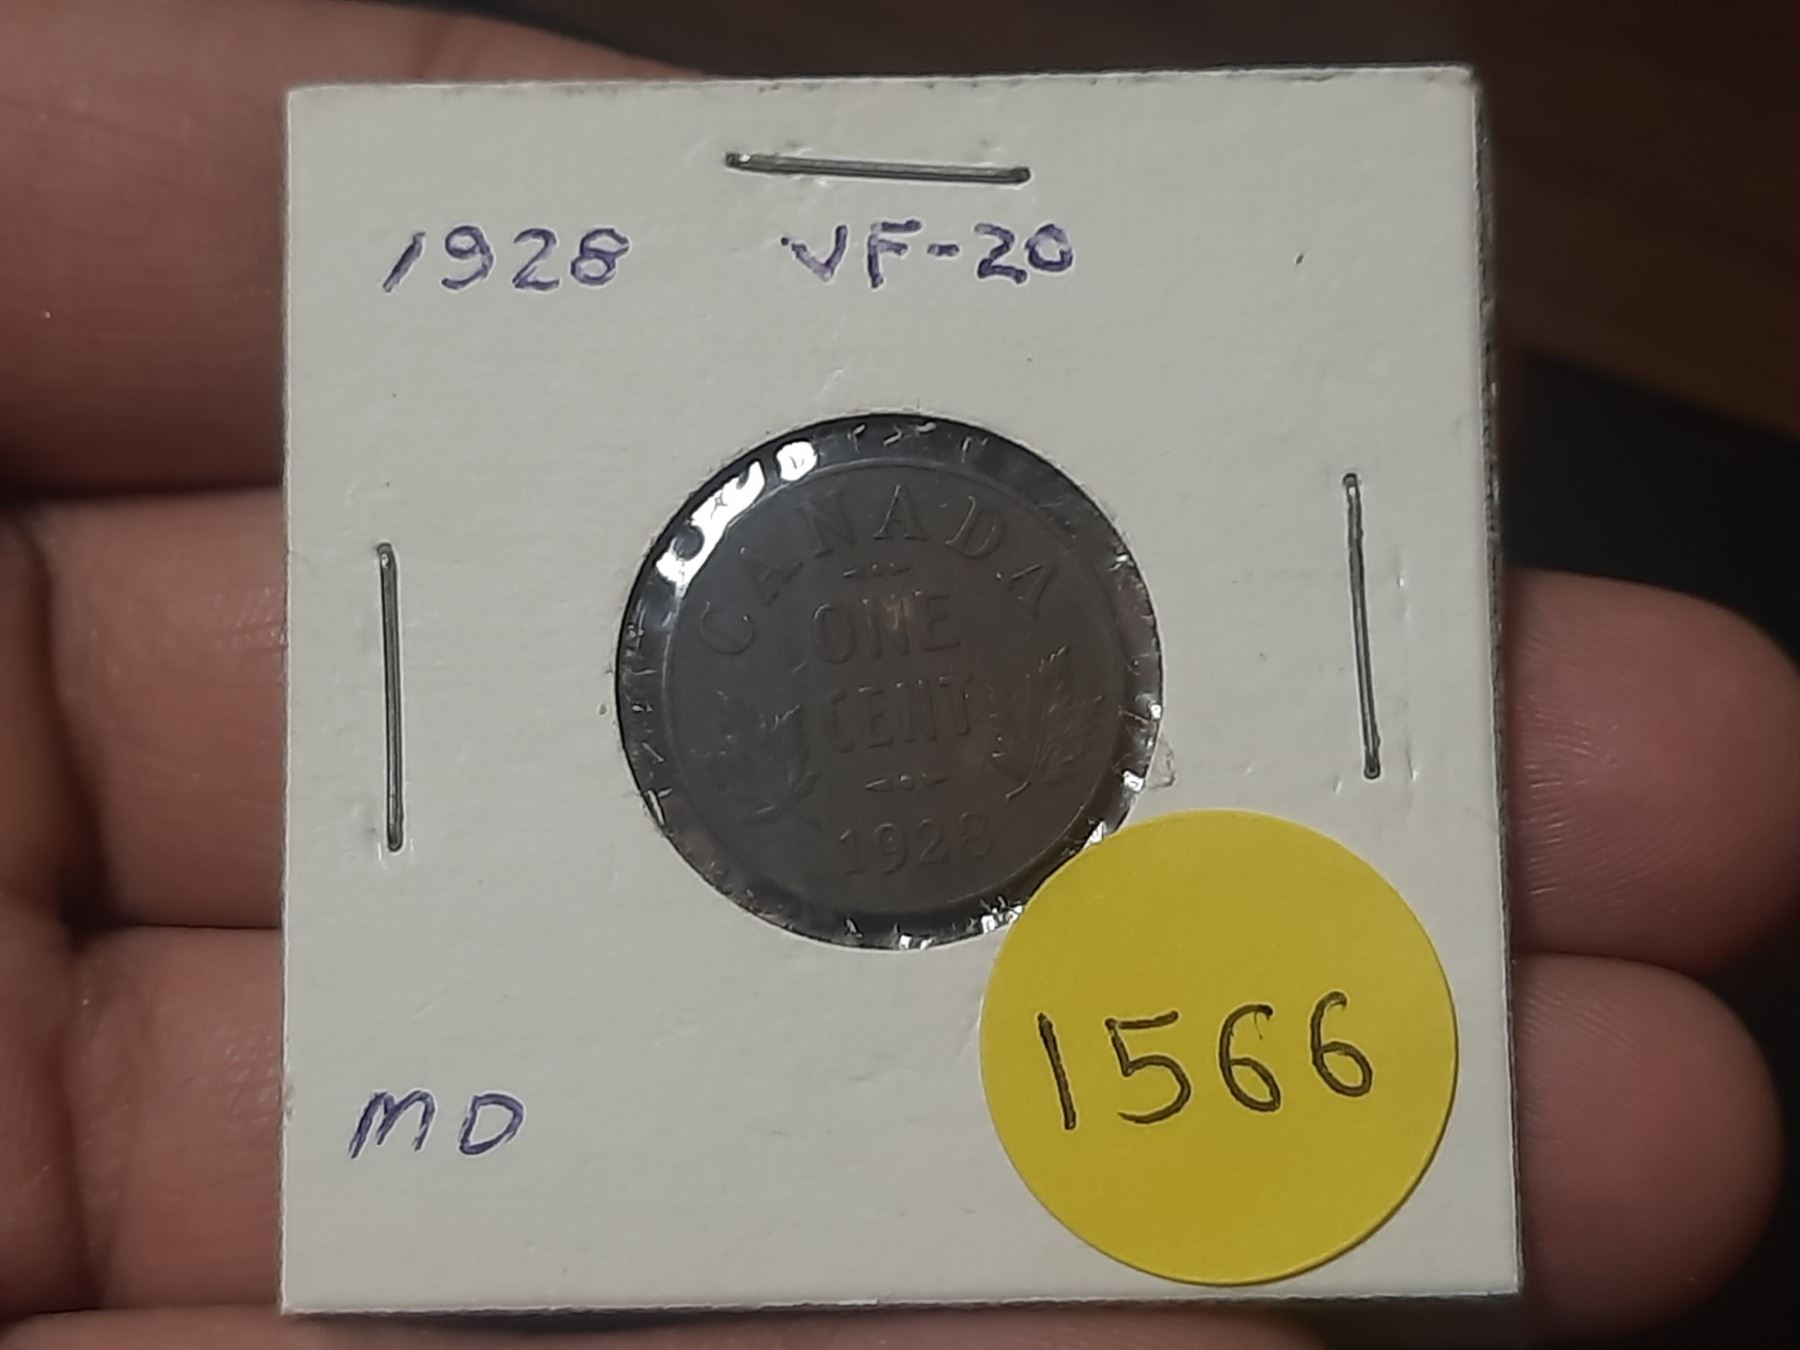 1928 VF-20
CANADA
ONE
CENT
1928
1566
MD